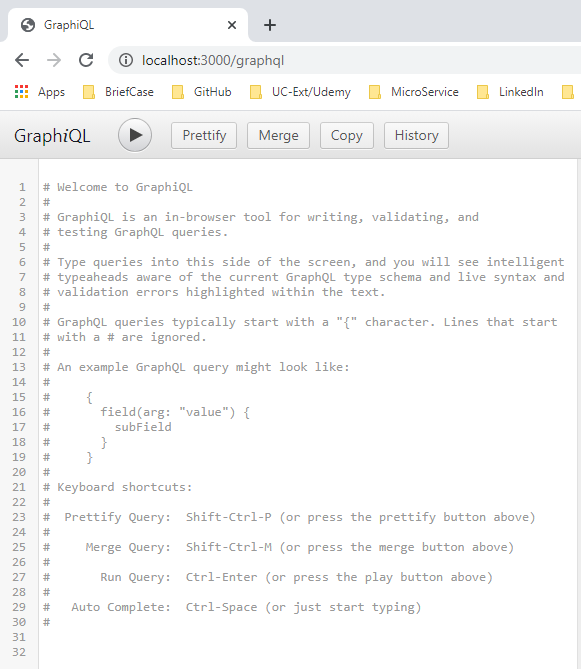 GraphiQL
localhost:3000/graphql
Apps BriefCase GitHub UC-Ext/Udemy MicroService LinkedIn
GraphiQL Prettify Merge Copy History
1 # Welcome to GraphiQL
2 #
3 # GraphiQL is an in-browser tool for writing, validating, and
4 # testing GraphQL queries.
5 #
6 # Type queries into this side of the screen, and you will see intelligent
7 # typeaheads aware of the current GraphQL type schema and live syntax and
8 # validation errors highlighted within the text.
9 #
10 # GraphQL queries typically start with a "{" character. Lines that start
11 # with a # are ignored.
12 #
13 # An example GraphQL query might look like:
14 #
15 #     {
16 #       field(arg: "value") {
17 #         subField
18 #       }
19 #     }
20 #
21 # Keyboard shortcuts:
22 #
23 #  Prettify Query:  Shift-Ctrl-P (or press the prettify button above)
24 #
25 #     Merge Query:  Shift-Ctrl-M (or press the merge button above)
26 #
27 #       Run Query:  Ctrl-Enter (or press the play button above)
28 #
29 #   Auto Complete:  Ctrl-Space (or just start typing)
30 #
31
32